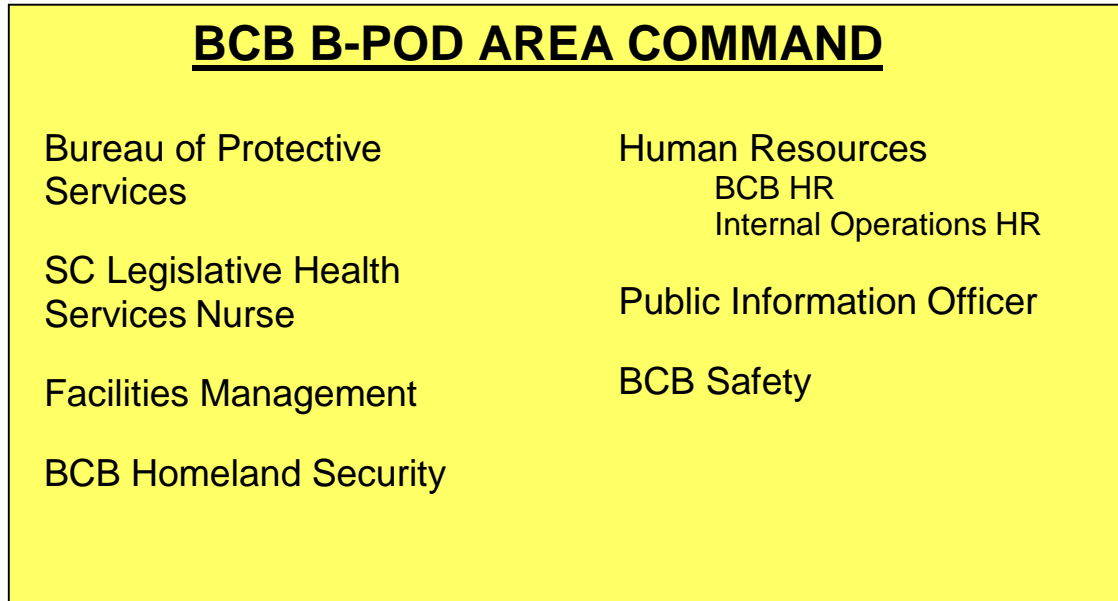 BCB B-POD AREA COMMAND
Bureau of Protective
Services
SC Legislative Health
Services Nurse
Facilities Management
BCB Homeland Security
Human Resources
BCB HR
Internal Operations HR
Public Information Officer
BCB Safety